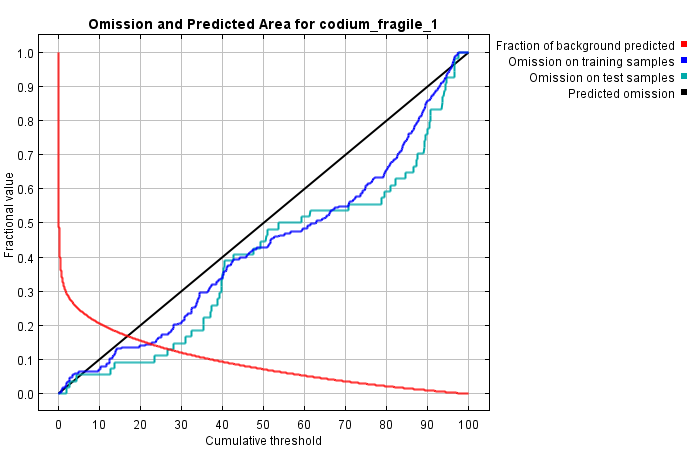 Omission and Predicted Area for codium_fragile_1
Fraction of background predicted
Omission on training samples
Omission on test samples
Predicted omission
Fractional value
1.0
0.9
0.8
0.7
0.6
0.5
0.4
0.3
0.2
0.1
0.0
0 10 20 30 40 50 60 70 80 90 100
Cumulative threshold